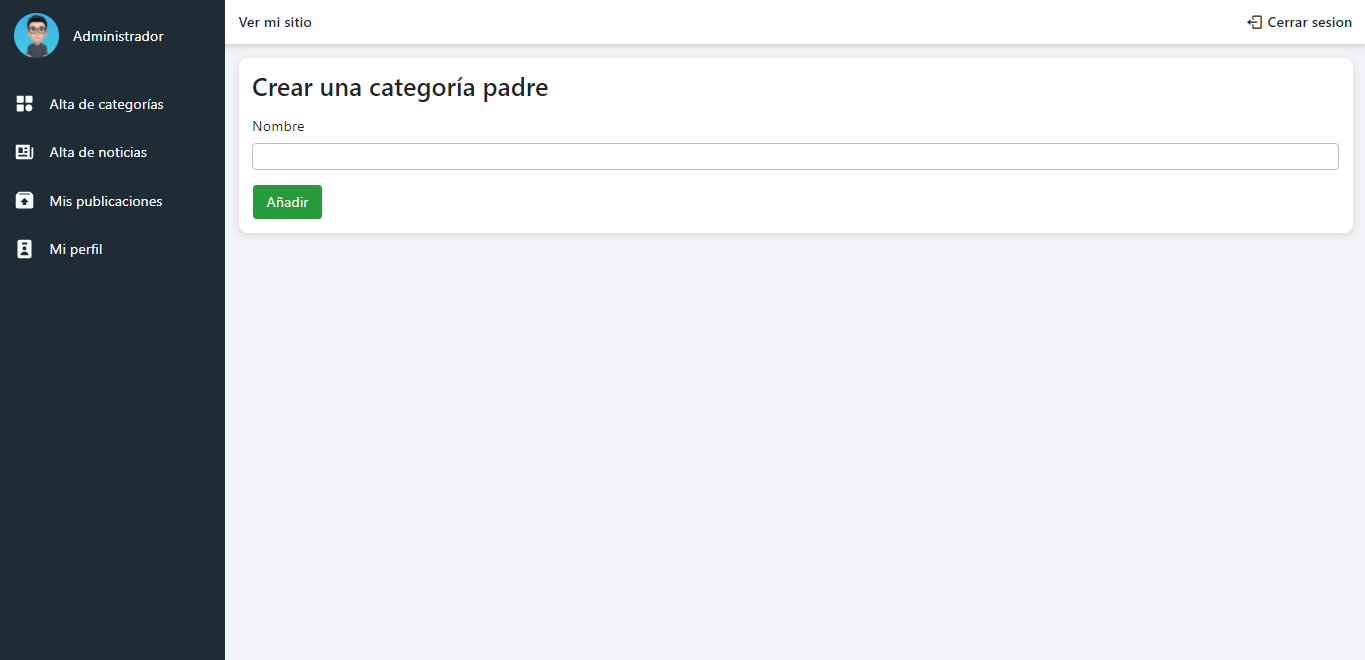 Administrador
Alta de categorías
Alta de noticias
Mis publicaciones
Mi perfil
Ver mi sitio
Cerrar sesion
Crear una categoría padre
Nombre
Añadir